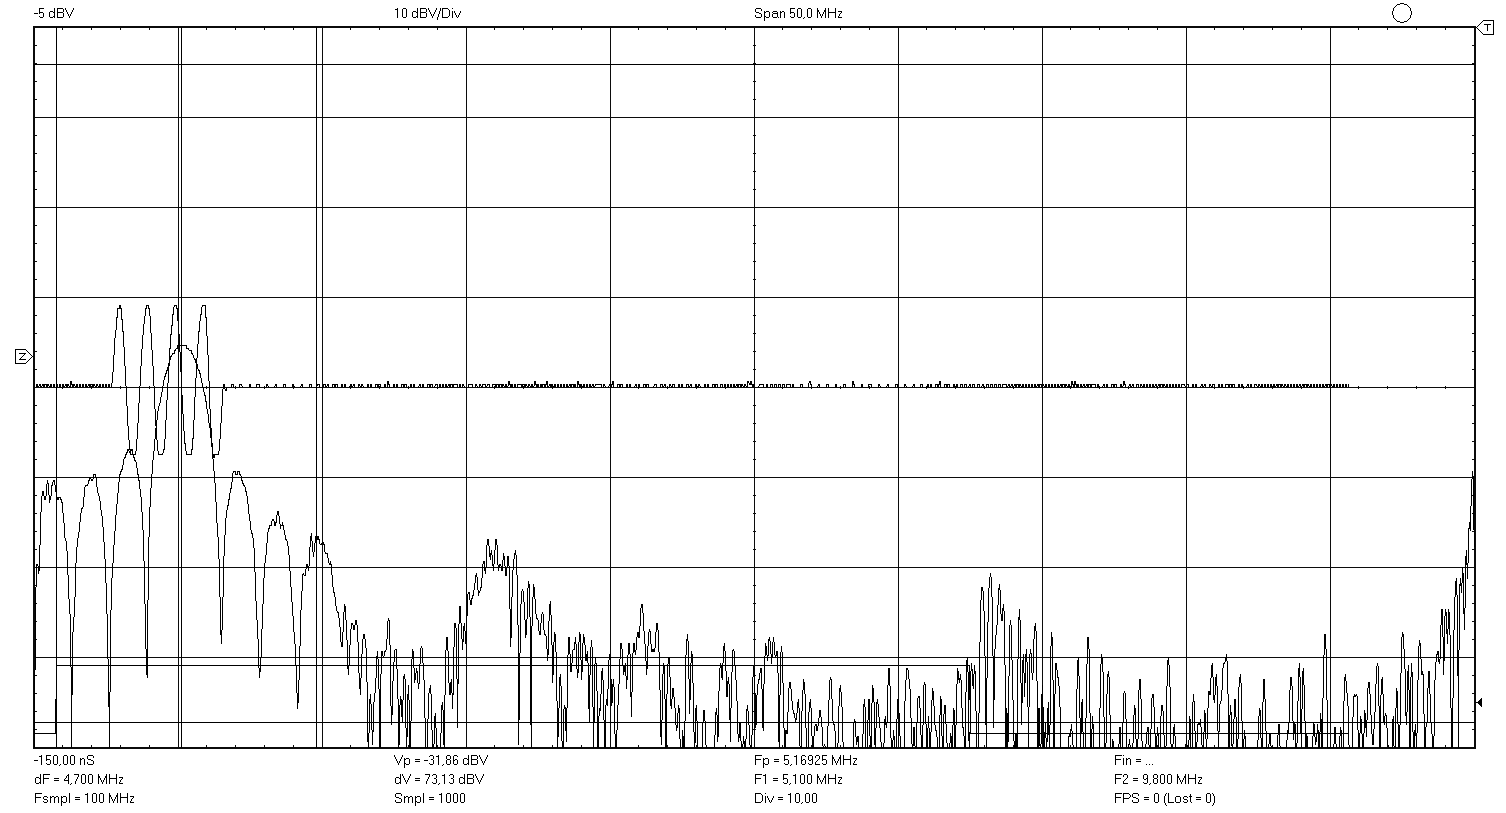 -5 dBV 10 dBV/Div Span 50,0 MHz
T
Z
-150,00 nS Vp = -31,86 dBV Fp = 5,16925 MHz Fin = ...
dF = 4,700 MHz dV = 73,13 dBV F1 = 5,100 MHz F2 = 9,800 MHz
Fsmpl = 100 MHz Smpl = 1000 Div = 10,00 FPS = 0 (Lost = 0)